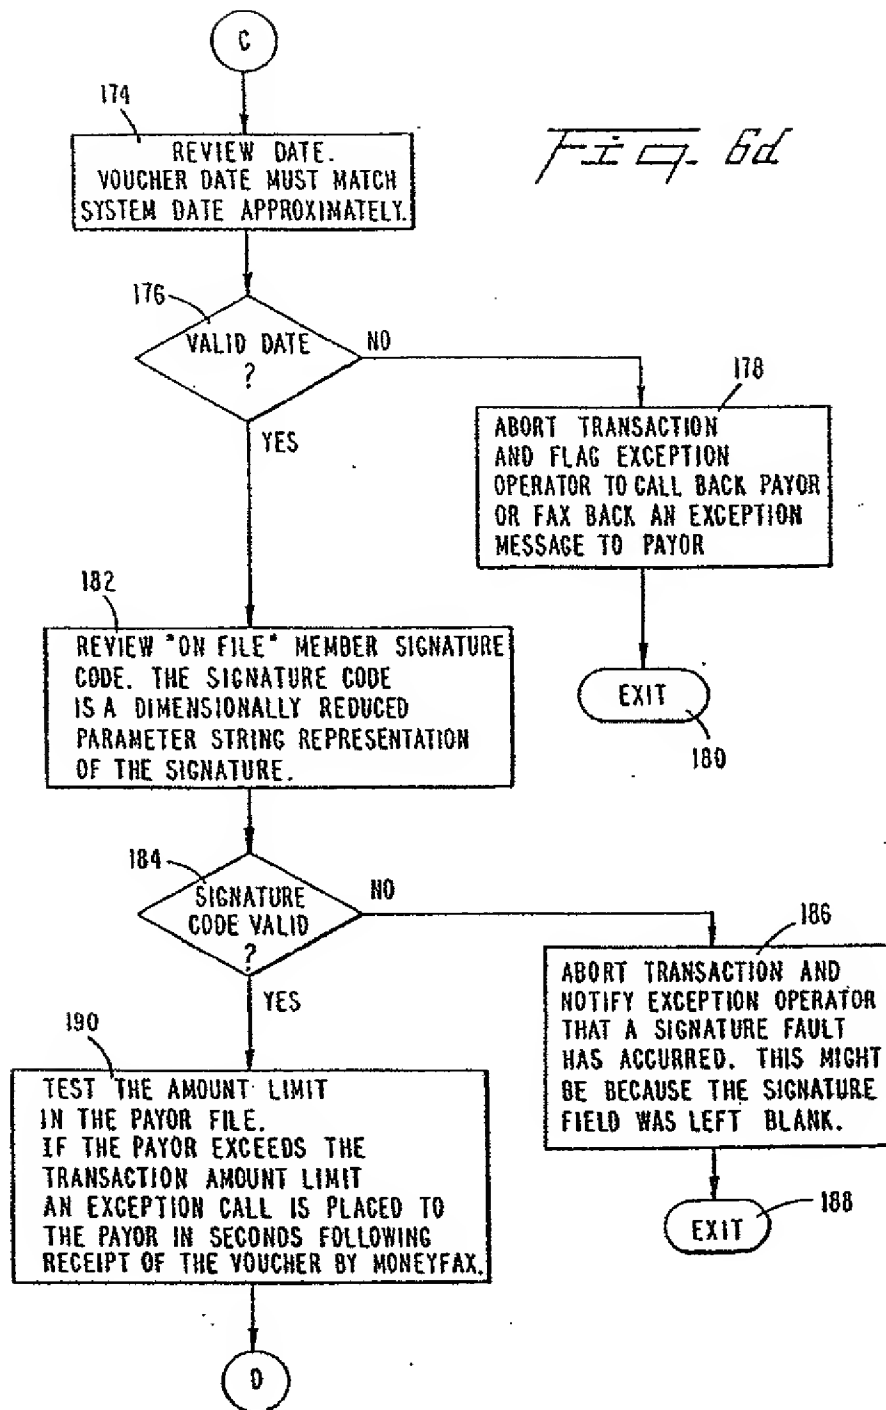 C
174
REVIEW DATE.
VOUCHER DATE MUST MATCH
SYSTEM DATE APPROXIMATELY.
Fig. 6d
176
VALID DATE
?
NO
YES
178
ABORT TRANSACTION
AND FLAG EXCEPTION
OPERATOR TO CALL BACK PAYOR
OR FAX BACK AN EXCEPTION
MESSAGE TO PAYOR
EXIT
180
182
REVIEW "ON FILE" MEMBER SIGNATURE
CODE. THE SIGNATURE CODE
IS A DIMENSIONALLY REDUCED
PARAMETER STRING REPRESENTATION
OF THE SIGNATURE.
184
SIGNATURE
CODE VALID
?
NO
YES
186
ABORT TRANSACTION AND
NOTIFY EXCEPTION OPERATOR
THAT A SIGNATURE FAULT
HAS ACCURRED. THIS MIGHT
BE BECAUSE THE SIGNATURE
FIELD WAS LEFT BLANK.
EXIT
188
190
TEST THE AMOUNT LIMIT
IN THE PAYOR FILE.
IF THE PAYOR EXCEEDS THE
TRANSACTION AMOUNT LIMIT
AN EXCEPTION CALL IS PLACED TO
THE PAYOR IN SECONDS FOLLOWING
RECEIPT OF THE VOUCHER BY MONEYFAX.
D